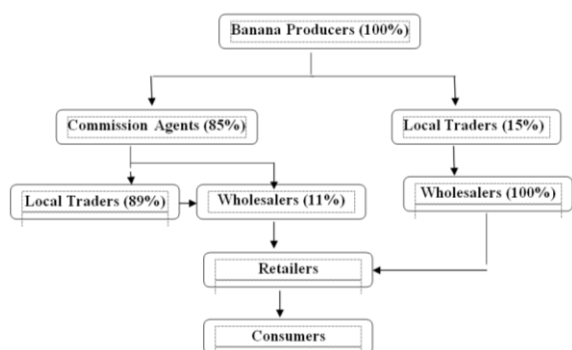 Banana Producers (100%)
Commission Agents (85%)
Local Traders (15%)
Local Traders (89%)
Wholesalers (11%)
Wholesalers (100%)
Retailers
Consumers